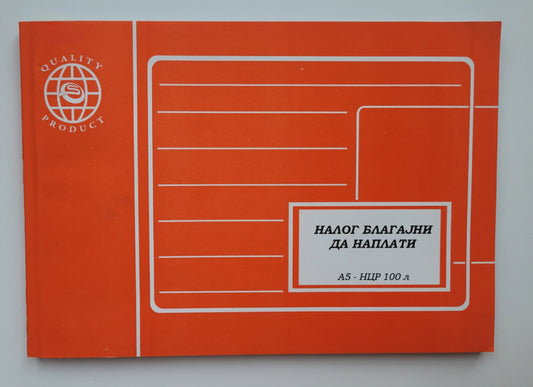 QUALITY
PRODUCT
НАЛОГ БЛАГАЈНИ
ДА НАПЛАТИ
А5 - НЦР 100 л